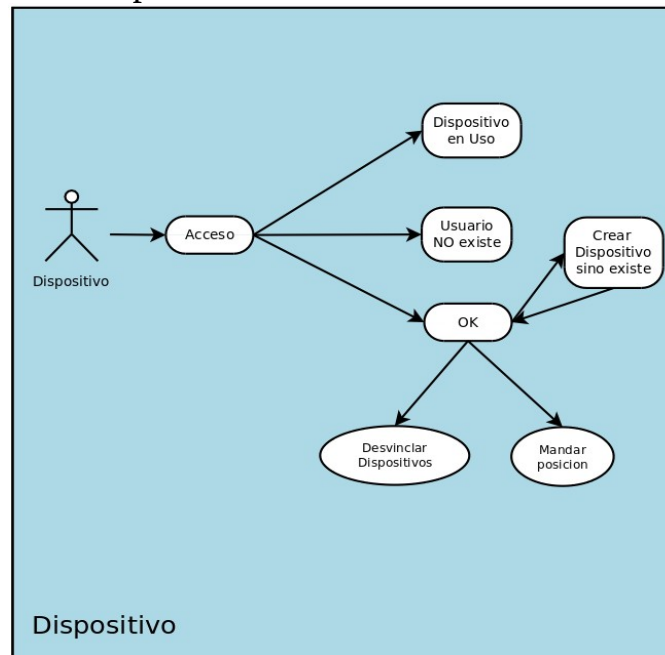 Dispositivo
en Uso
Acceso
Usuario
NO existe
Crear
Dispositivo
sino existe
Dispositivo
OK
Desvinclar
Dispositivos
Mandar
posicion
Dispositivo